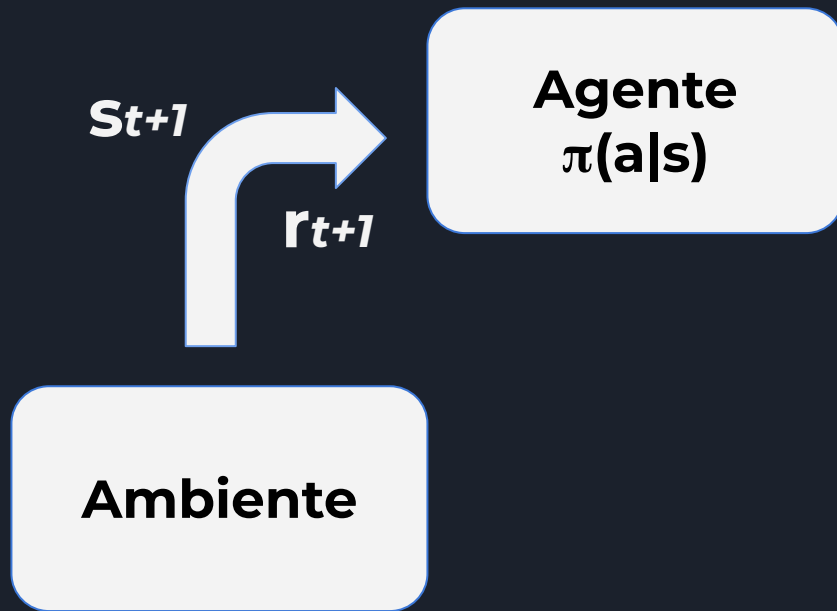 Agente
π(a|s)
St+1
rt+1
Ambiente